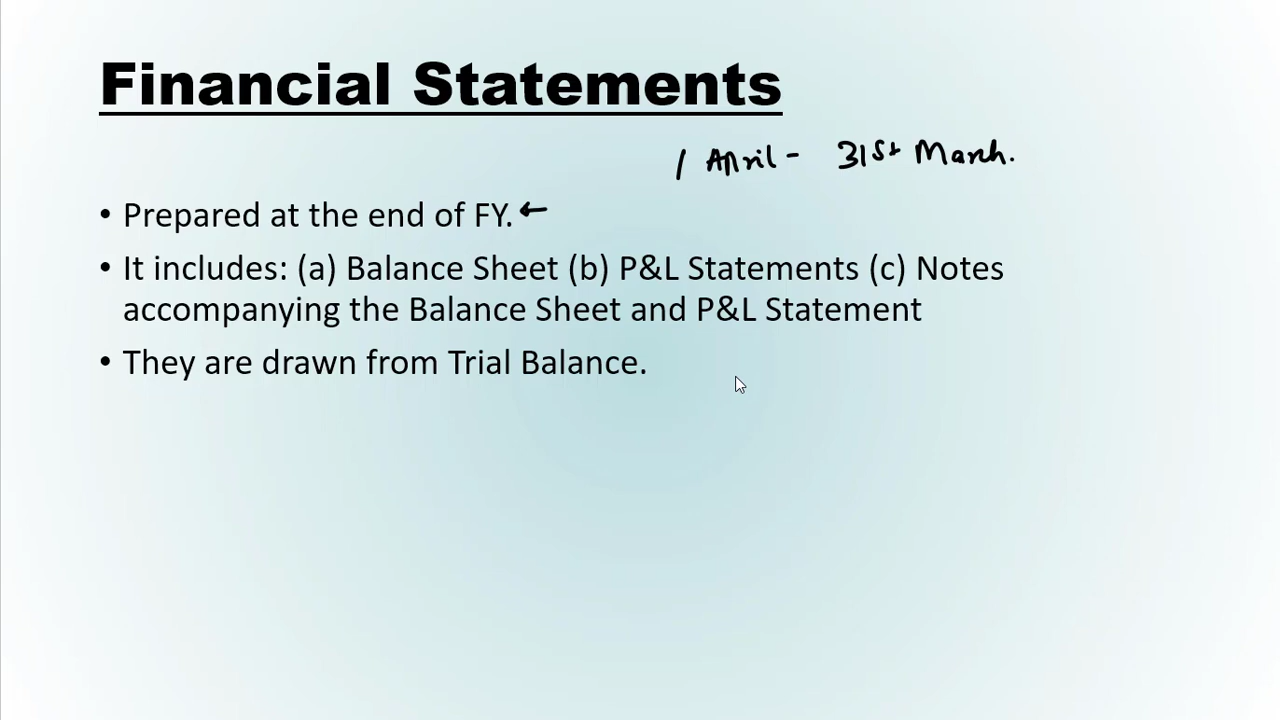 Financial Statements
1 April - 31st March.
• Prepared at the end of FY. ←
• It includes: (a) Balance Sheet (b) P&L Statements (c) Notes
accompanying the Balance Sheet and P&L Statement
• They are drawn from Trial Balance.